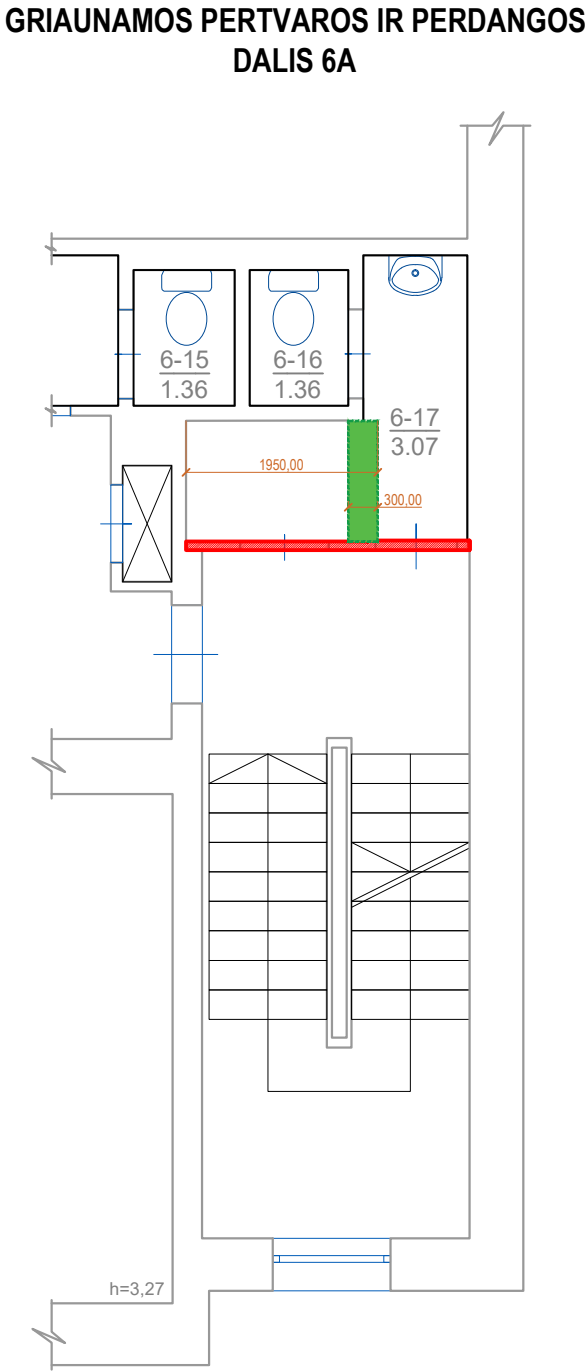 GRIAUNAMOS PERTVAROS IR PERDANGOS
DALIS 6A
6-15
1.36
6-16
1.36
6-17
3.07
1950,00
300,00
h=3,27